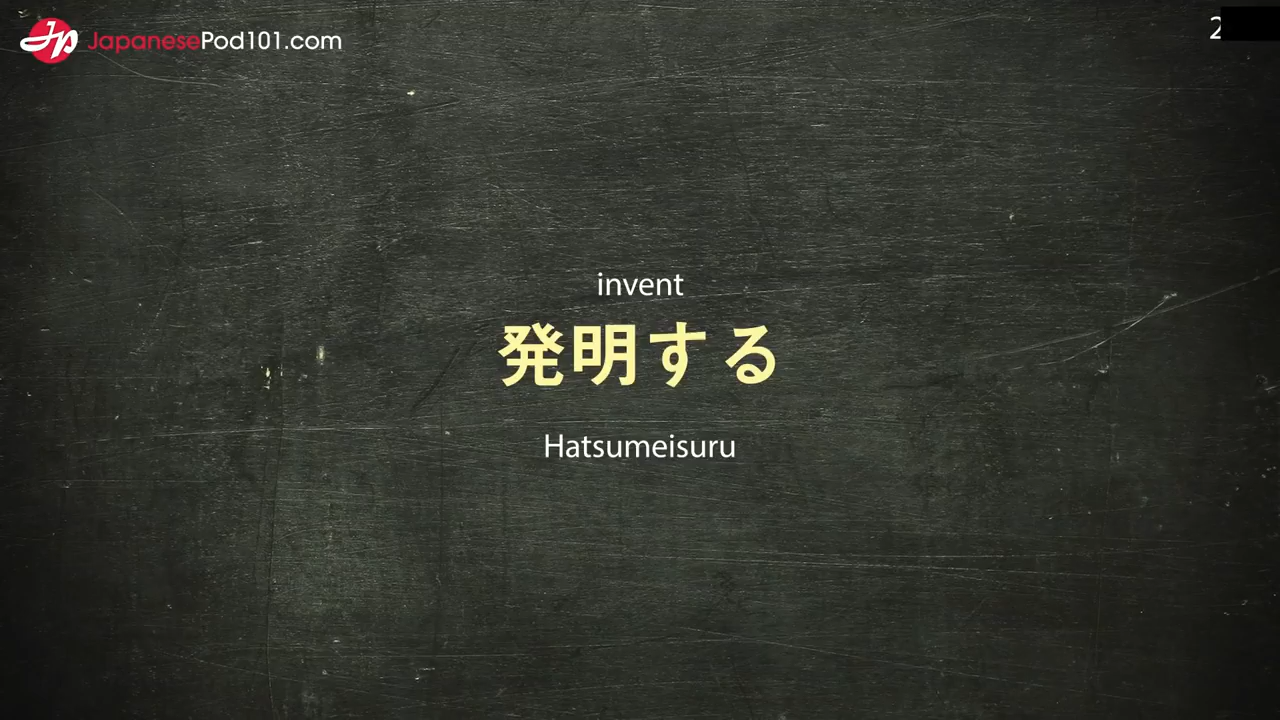 JapanesePod101.com
invent
発明する
Hatsumeisuru